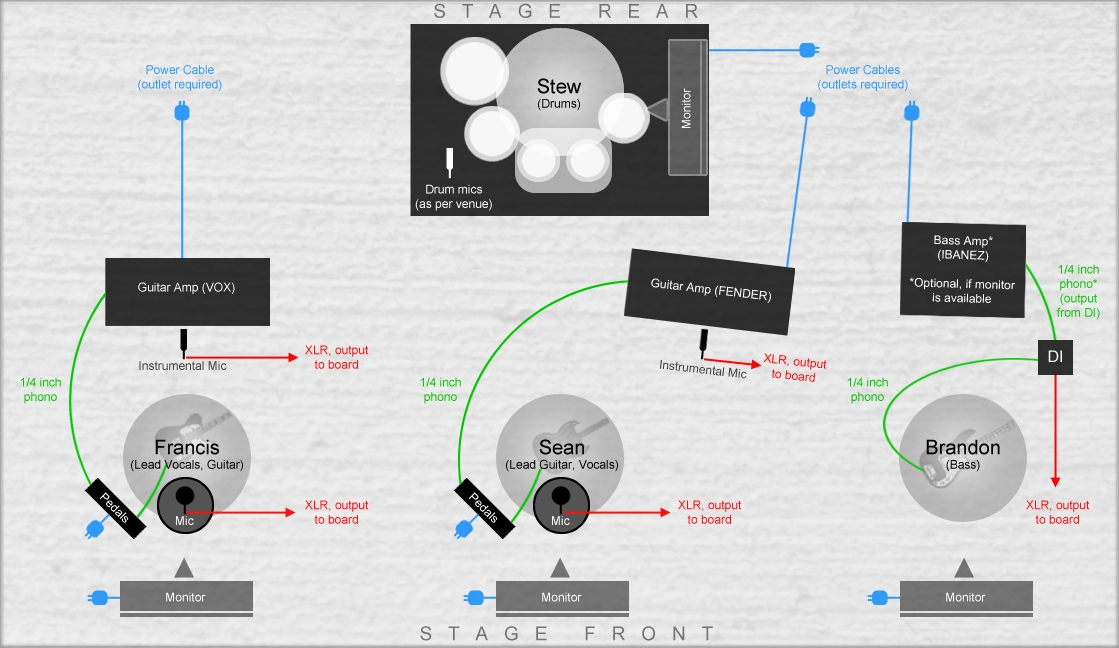 STAGE REAR
Power Cable
(outlet required)
Stew
(Drums)
Monitor
Drum mics
(as per venue)
Power Cables
(outlets required)
Guitar Amp (VOX)
Instrumental Mic
XLR, output
to board
1/4 inch
phono
Guitar Amp (FENDER)
Instrumental Mic
XLR, output
to board
1/4 inch
phono
Bass Amp*
(IBANEZ)
*Optional, if monitor
is available
1/4 inch
phono*
(output
from DI)
DI
1/4 inch
phono
Francis
(Lead Vocals, Guitar)
Pedals
Mic
XLR, output
to board
Sean
(Lead Guitar, Vocals)
Pedals
Mic
XLR, output
to board
Brandon
(Bass)
XLR, output
to board
Monitor
Monitor
Monitor
STAGE FRONT